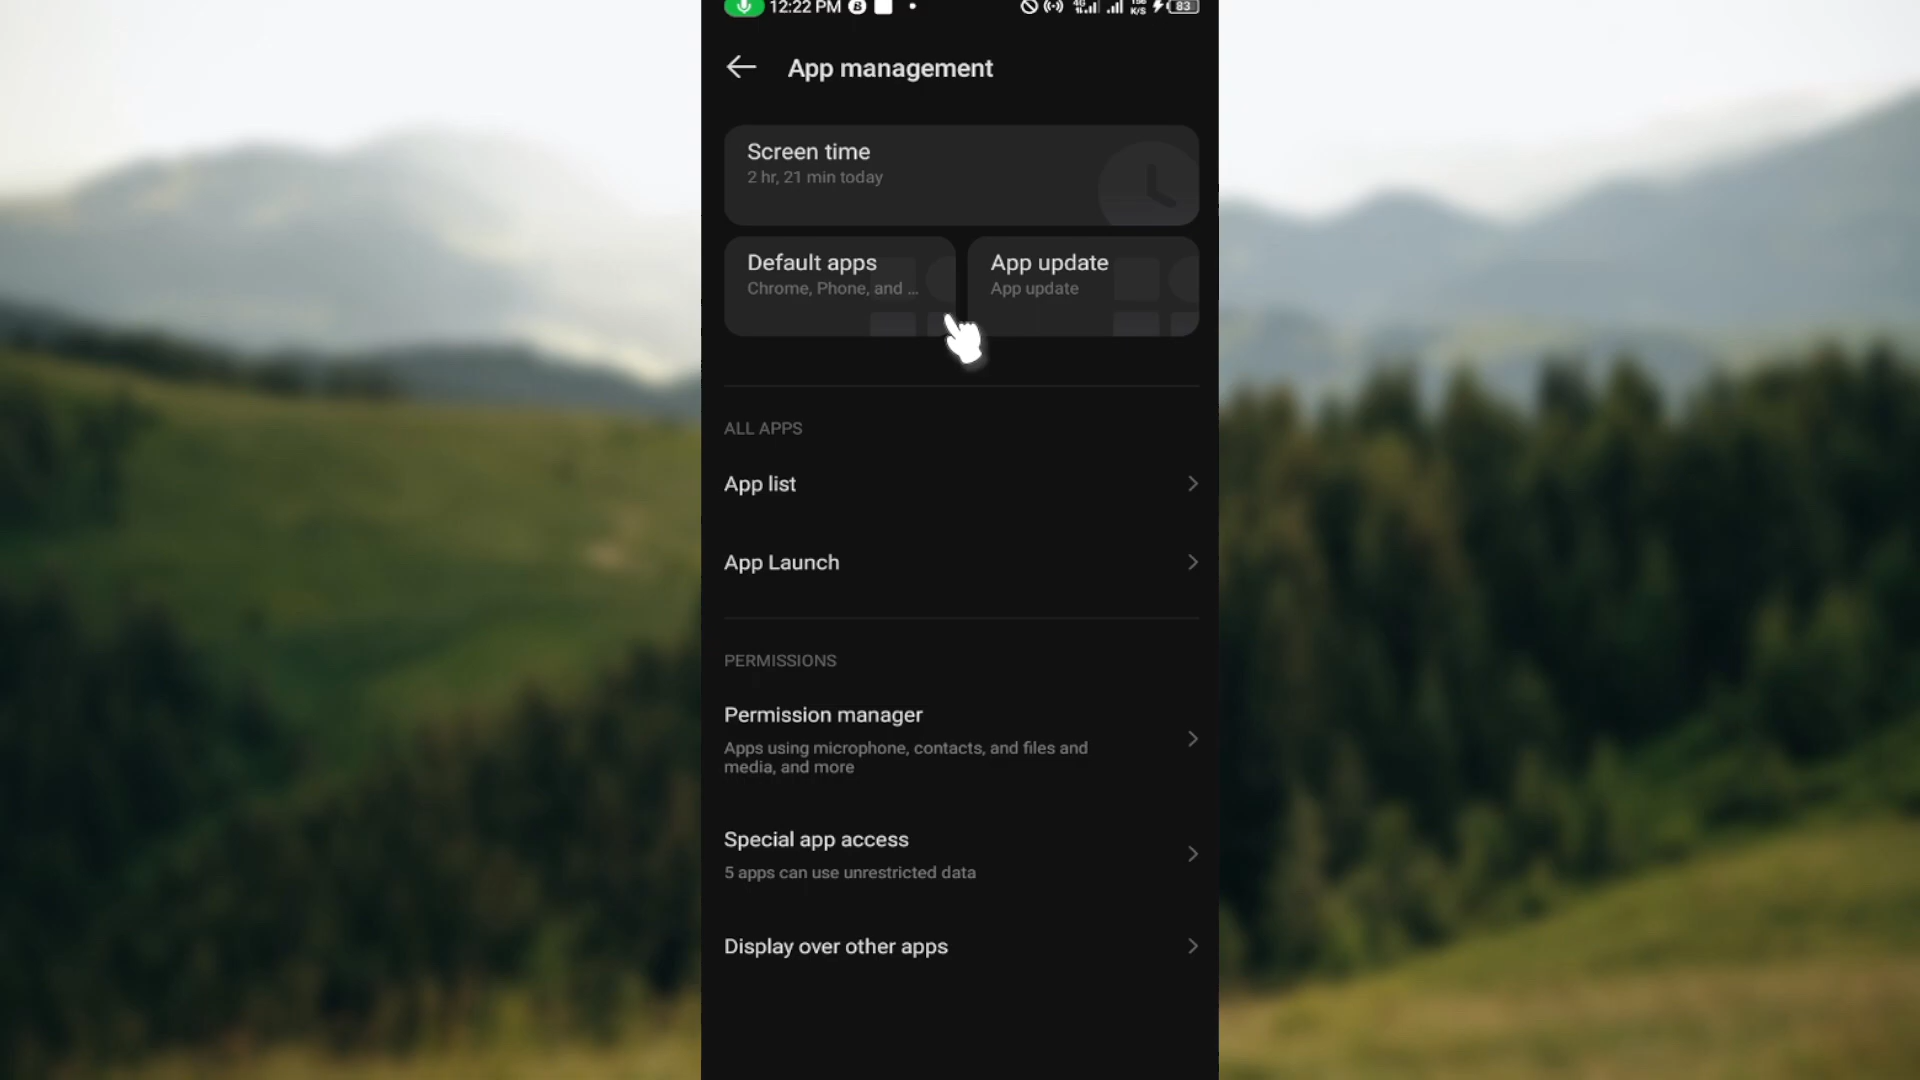 12:22 PM
4G
K/S
83
App management
Screen time
2 hr, 21 min today
Default apps
Chrome, Phone, and ...
App update
App update
ALL APPS
App list
App Launch
PERMISSIONS
Permission manager
Apps using microphone, contacts, and files and
media, and more
Special app access
5 apps can use unrestricted data
Display over other apps